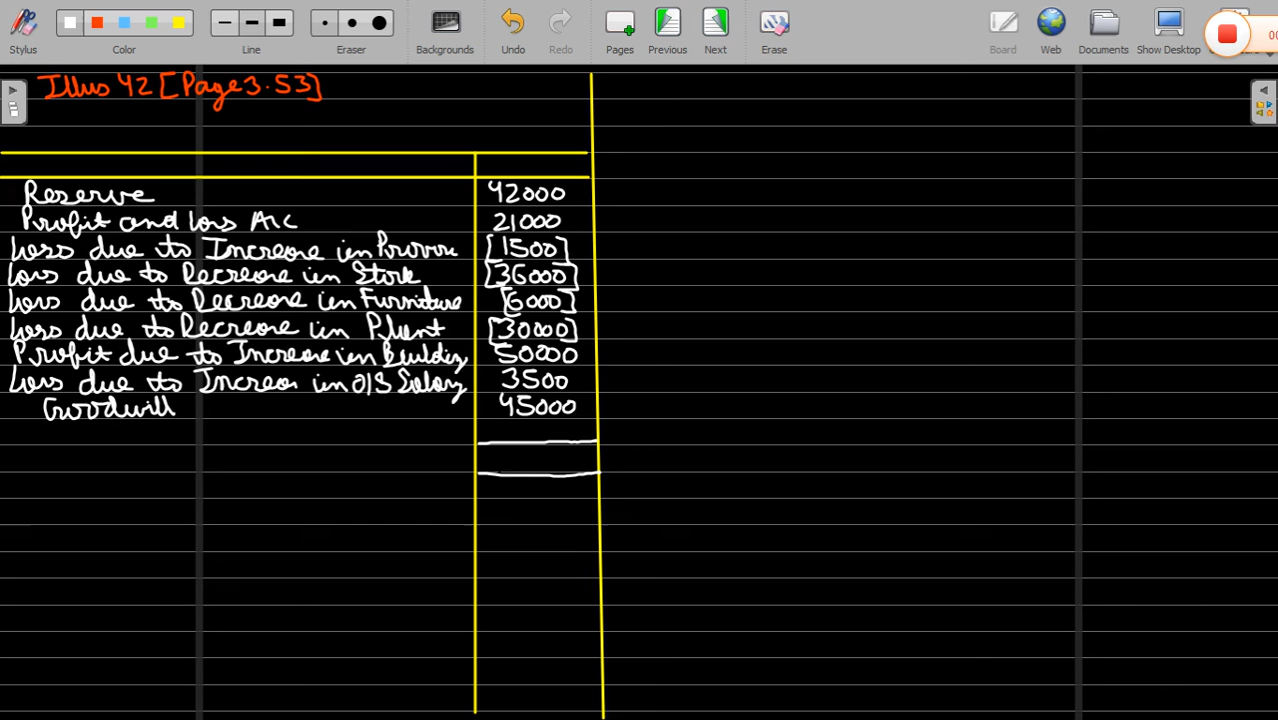 Stylus Color Line Eraser Backgrounds Undo Redo Pages Previous Next Erase Board Web Documents Show Desktop 00
Illus 42 [Page 3.53]
Reserve 42000
Profit and loss A/C 21000
Loss due to Increase in [1500]
Loss due to Decrease in Stock [36000]
Loss due to Decrease in Furniture [6000]
Loss due to Decrease in Plant [30000]
Profit due to Increase in Building 50000
Loss due to Increase in O/S Salary 3500
Goodwill 45000